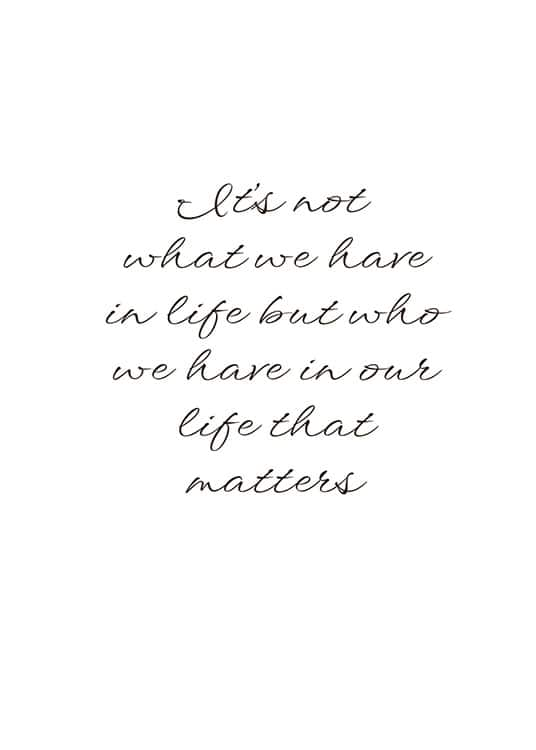 It's not
what we have
in life but who
we have in our
life that
matters